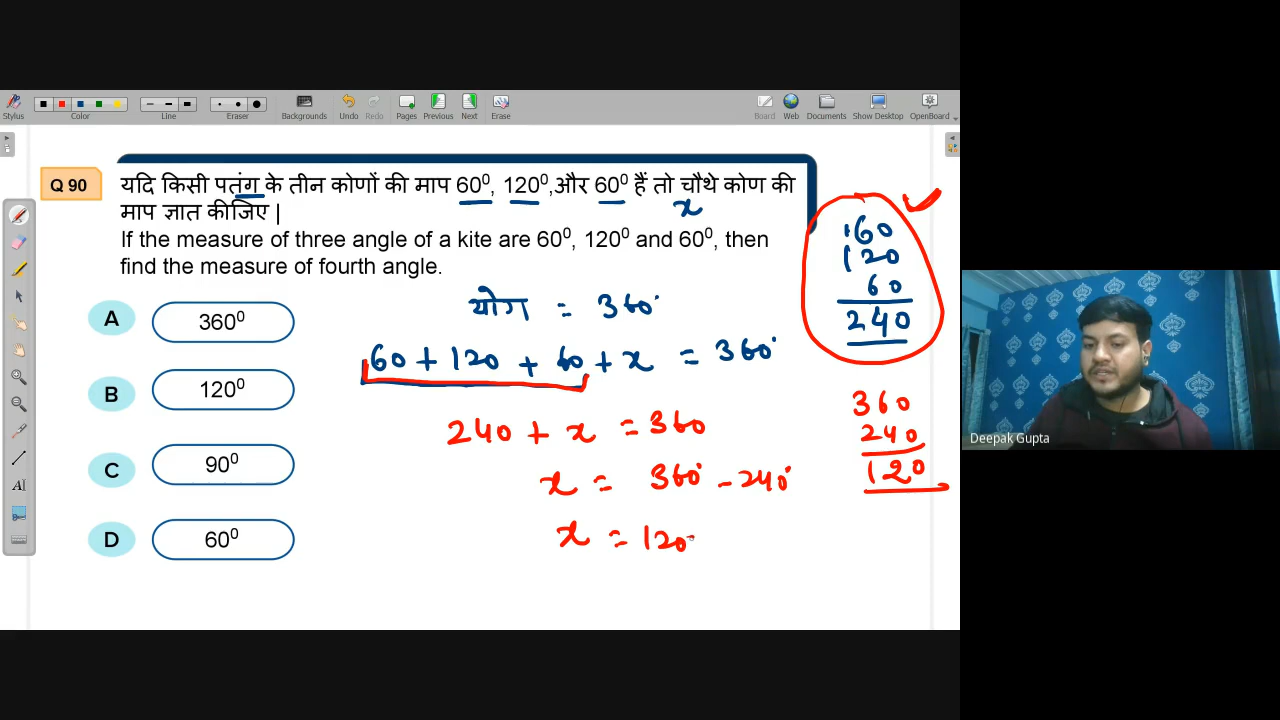 Stylus
Color
Line
Eraser
Backgrounds
Undo
Redo
Pages
Previous
Next
Erase
Board
Web
Documents
Show Desktop
OpenBoard
Q 90
यदि किसी पतंग के तीन कोणों की माप 60⁰, 120⁰,और 60⁰ हैं तो चौथे कोण की
माप ज्ञात कीजिए |
x
If the measure of three angle of a kite are 60⁰, 120⁰ and 60⁰, then
find the measure of fourth angle.
A 360⁰
B 120⁰
C 90⁰
D 60⁰
योग = 360°
60 + 120 + 60 + x = 360°
240 + x = 360
x = 360° - 240°
x = 120°
160
120
60
240
360
240
120
Deepak Gupta